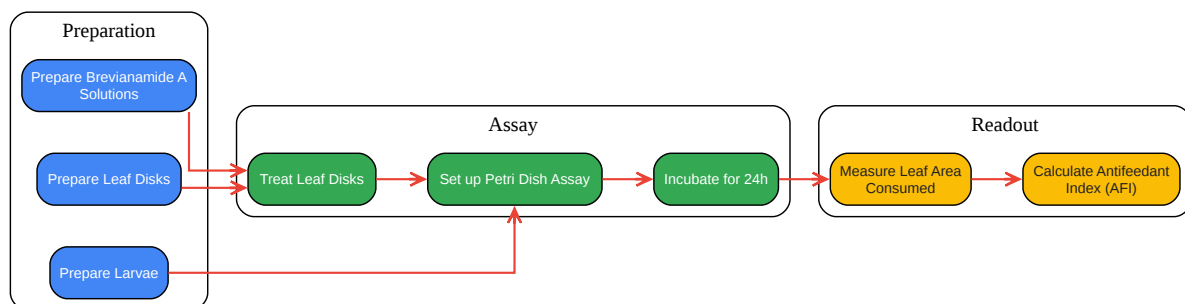 Preparation
Prepare Brevianamide A
Solutions
Prepare Leaf Disks
Prepare Larvae
Assay
Treat Leaf Disks
Set up Petri Dish Assay
Incubate for 24h
Readout
Measure Leaf Area
Consumed
Calculate Antifeedant
Index (AFI)